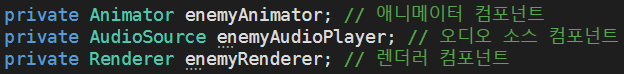 private Animator enemyAnimator; // 애니메이터 컴포넌트
private AudioSource enemyAudioPlayer; // 오디오 소스 컴포넌트
private Renderer enemyRenderer; // 렌더러 컴포넌트